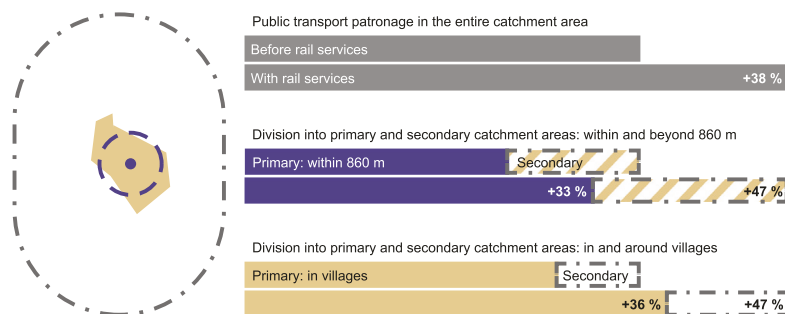 Public transport patronage in the entire catchment area
Before rail services
With rail services +38 %
Division into primary and secondary catchment areas: within and beyond 860 m
Primary: within 860 m Secondary
+33 % +47 %
Division into primary and secondary catchment areas: in and around villages
Primary: in villages Secondary
+36 % +47 %